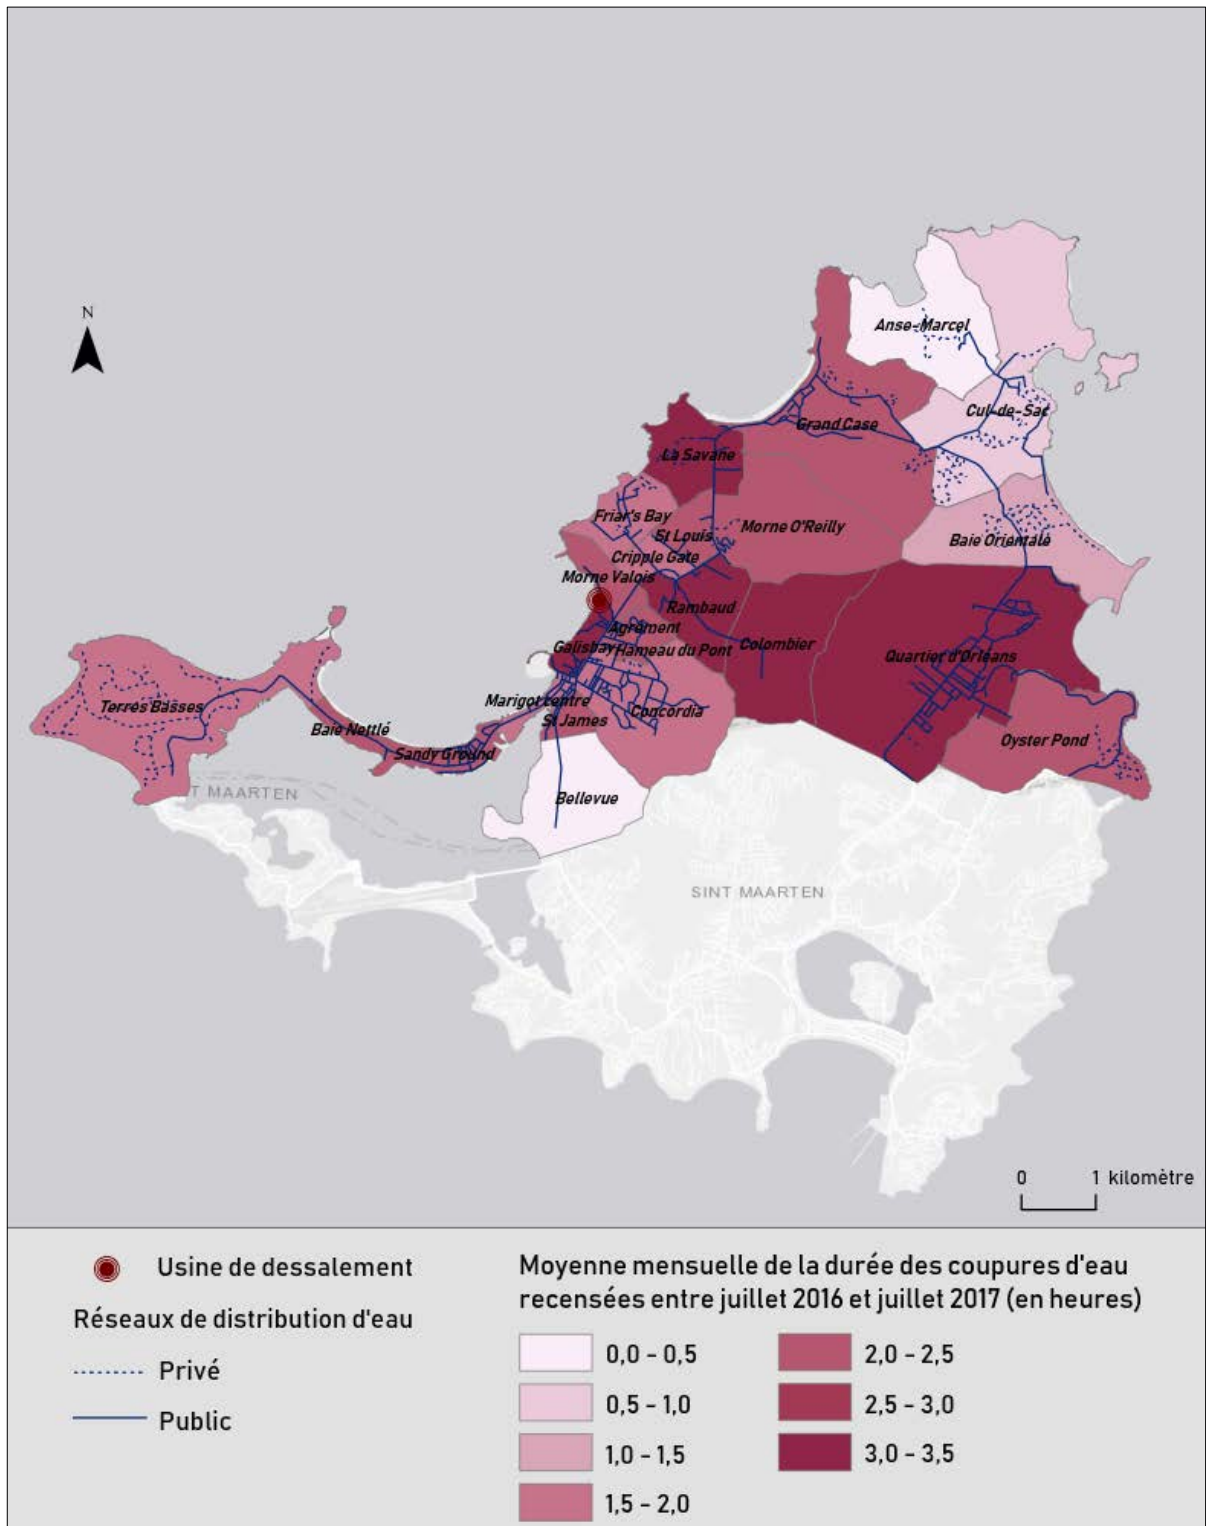 N
Anse-Marcel
Cul-de-Sac
Grand Case
La Savane
Friar's Bay
St Louis
Morne O'Reilly
Baie Orientale
Cripple Gate
Morne Valois
Rambaud
Agrément
Galisbay
Hameau du Pont
Colombier
Quartier d'Orléans
Marigot centre
Terres Basses
Concordia
St James
Baie Nettlé
Sandy Ground
Oyster Pond
T MAARTEN
Bellevue
SINT MAARTEN
0 1 kilomètre
Usine de dessalement
Réseaux de distribution d'eau
Privé
Public
Moyenne mensuelle de la durée des coupures d'eau
recensées entre juillet 2016 et juillet 2017 (en heures)
0,0 - 0,5
0,5 - 1,0
1,0 - 1,5
1,5 - 2,0
2,0 - 2,5
2,5 - 3,0
3,0 - 3,5